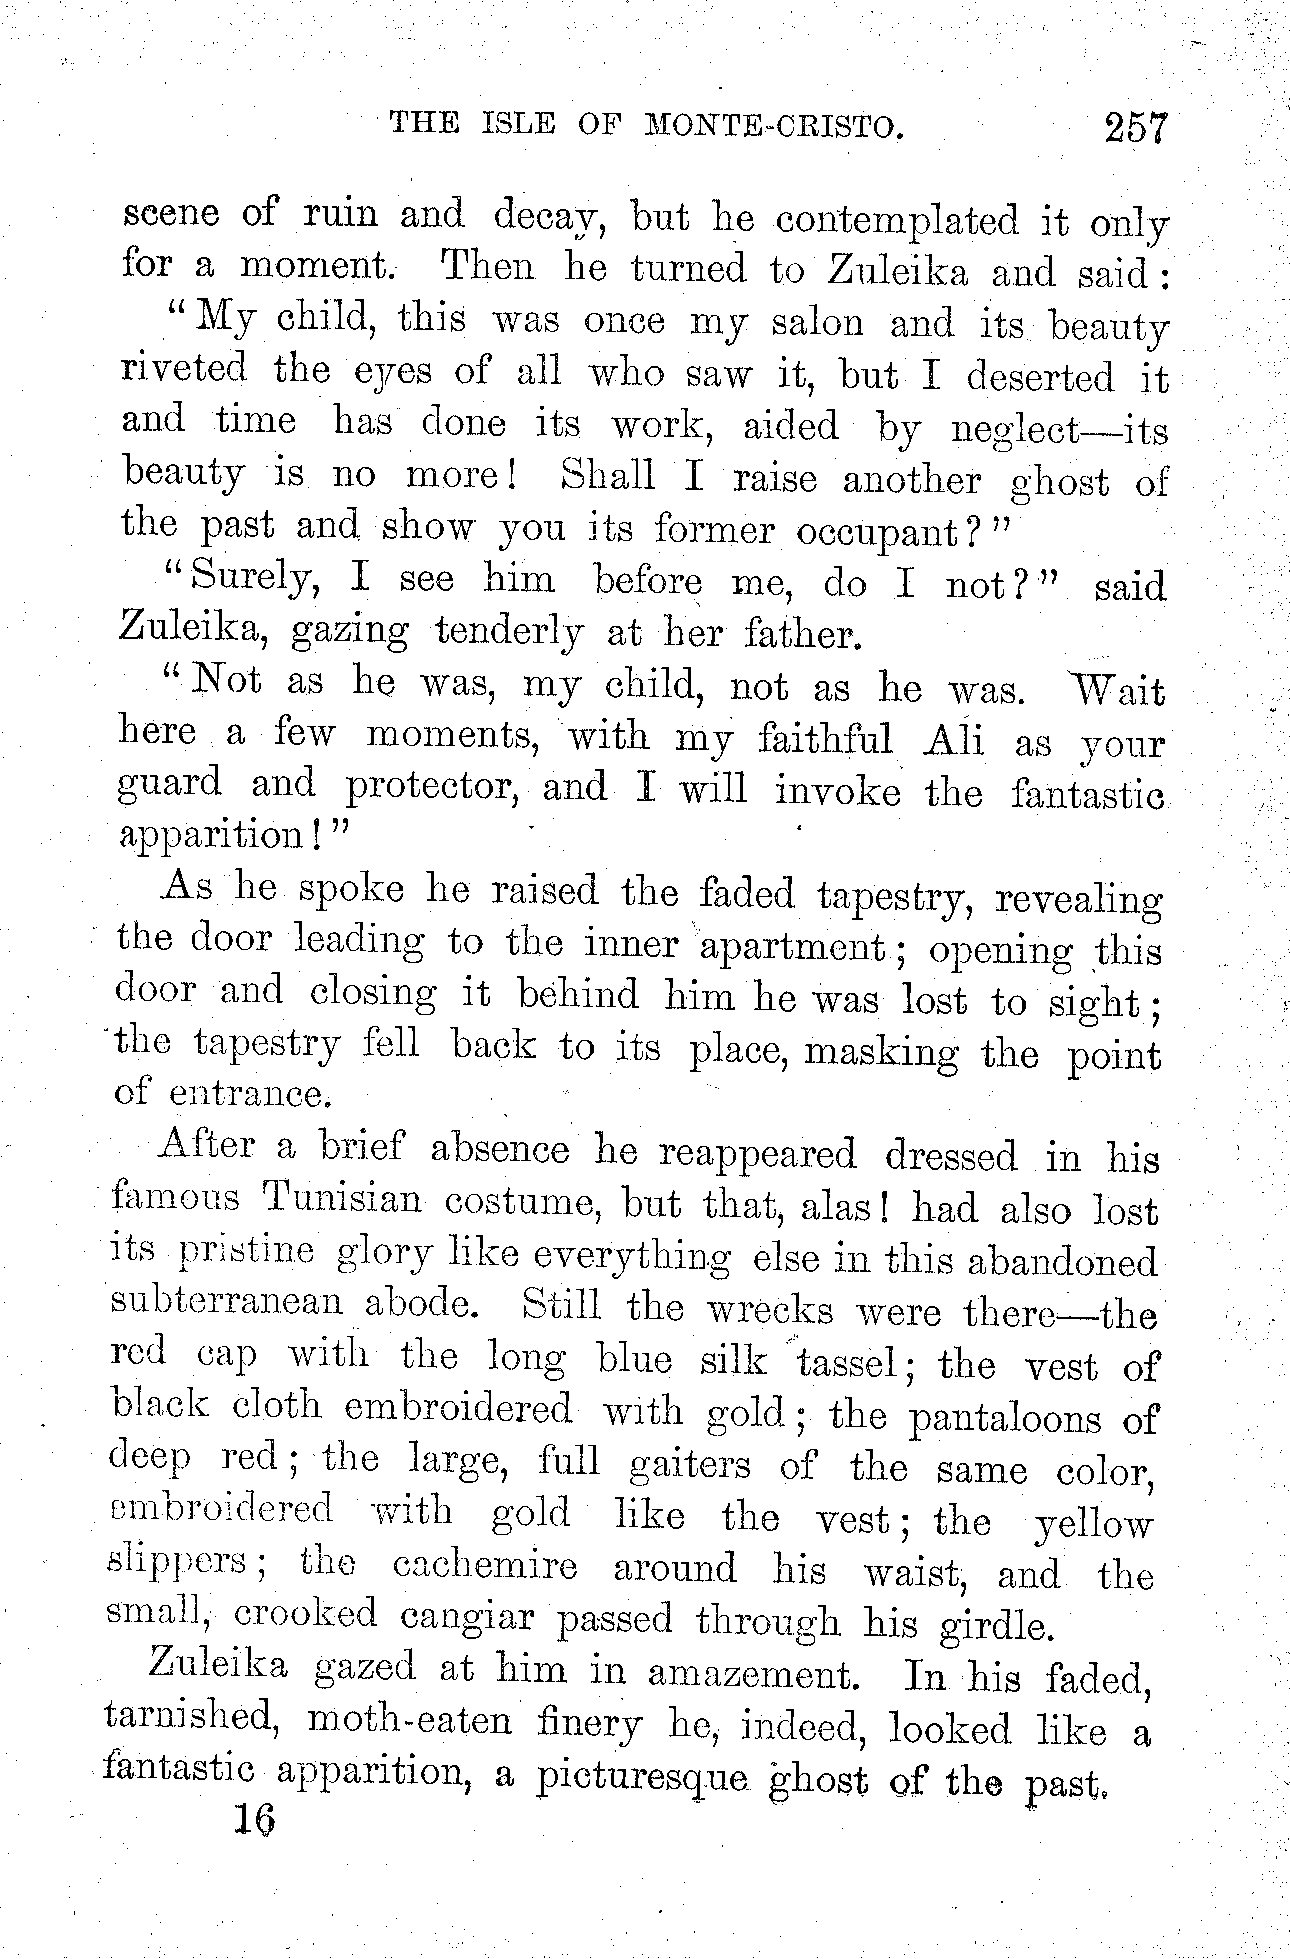 THE ISLE OF MONTE-CRISTO. 257
scene of ruin and decay, but he contemplated it only
for a moment. Then he turned to Zuleika and said:
"My child, this was once my salon and its beauty
riveted the eyes of all who saw it, but I deserted it
and time has done its work, aided by neglect—its
beauty is no more! Shall I raise another ghost of
the past and show you its former occupant?"
"Surely, I see him before me, do I not?" said
Zuleika, gazing tenderly at her father.
"Not as he was, my child, not as he was. Wait
here a few moments, with my faithful Ali as your
guard and protector, and I will invoke the fantastic
apparition!"
As he spoke he raised the faded tapestry, revealing
the door leading to the inner apartment; opening this
door and closing it behind him he was lost to sight;
the tapestry fell back to its place, masking the point
of entrance.
After a brief absence he reappeared dressed in his
famous Tunisian costume, but that, alas! had also lost
its pristine glory like everything else in this abandoned
subterranean abode. Still the wrecks were there—the
red cap with the long blue silk tassel; the vest of
black cloth embroidered with gold; the pantaloons of
deep red; the large, full gaiters of the same color,
embroidered with gold like the vest; the yellow
slippers; the cachemire around his waist, and the
small, crooked cangiar passed through his girdle.
Zuleika gazed at him in amazement. In his faded,
tarnished, moth-eaten finery he, indeed, looked like a
fantastic apparition, a picturesque ghost of the past.
16